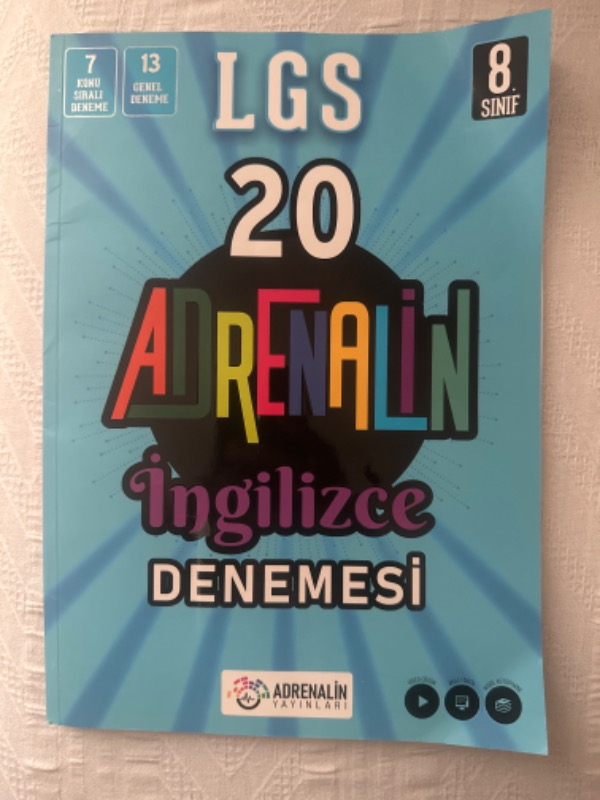 7
KONU
SIRALI
DENEME
13
GENEL
DENEME
LGS
8.
SINIF
20
ADRENALİN
İngilizce
DENEMESİ
ADRENALİN
YAYINLARI